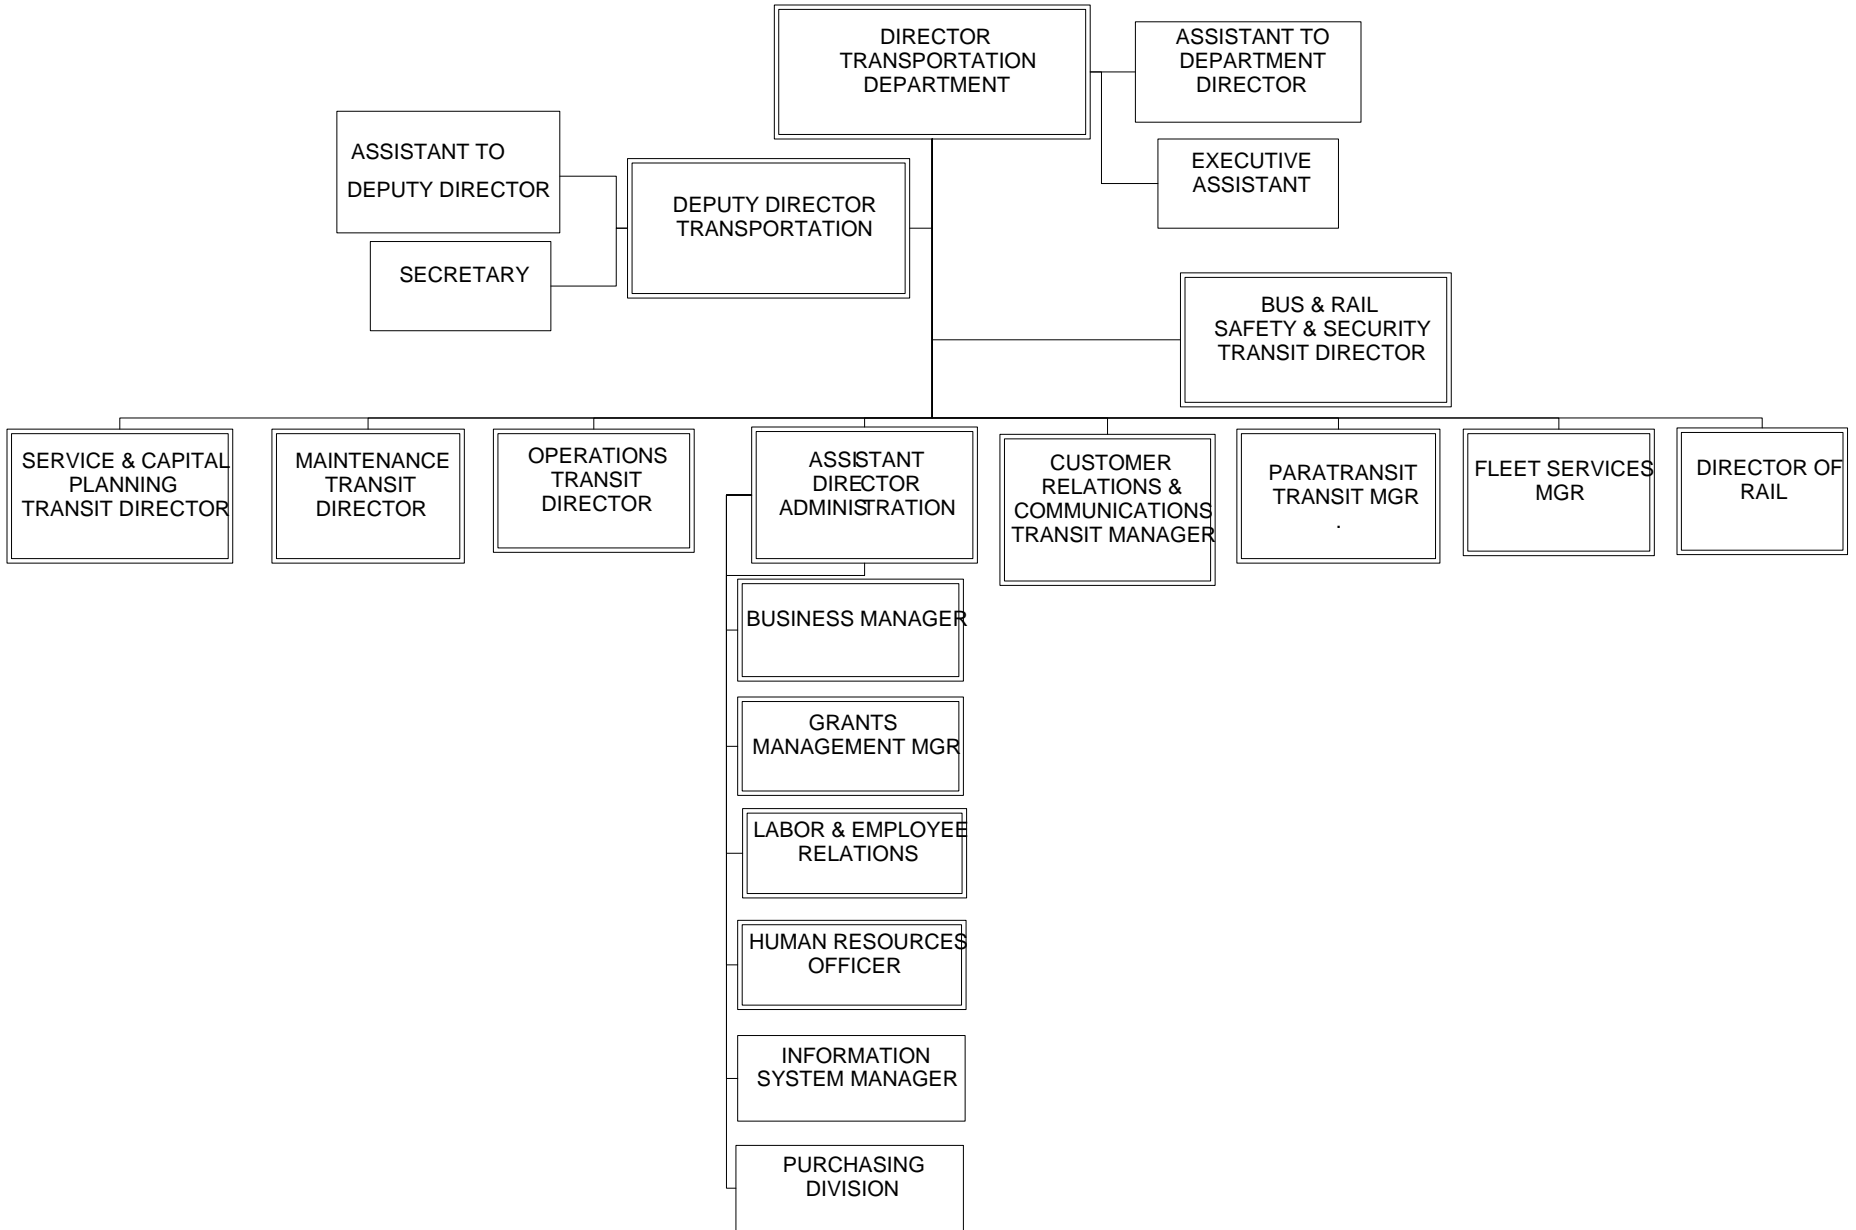 DIRECTOR
TRANSPORTATION
DEPARTMENT
ASSISTANT TO
DEPARTMENT
DIRECTOR
EXECUTIVE
ASSISTANT
ASSISTANT TO
DEPUTY DIRECTOR
DEPUTY DIRECTOR
TRANSPORTATION
SECRETARY
BUS & RAIL
SAFETY & SECURITY
TRANSIT DIRECTOR
SERVICE & CAPITAL
PLANNING
TRANSIT DIRECTOR
MAINTENANCE
TRANSIT
DIRECTOR
OPERATIONS
TRANSIT
DIRECTOR
ASSISTANT
DIRECTOR
ADMINISTRATION
CUSTOMER
RELATIONS &
COMMUNICATIONS
TRANSIT MANAGER
PARATRANSIT
TRANSIT MGR
.
FLEET SERVICES
MGR
DIRECTOR OF
RAIL
BUSINESS MANAGER
GRANTS
MANAGEMENT MGR
LABOR & EMPLOYEE
RELATIONS
HUMAN RESOURCES
OFFICER
INFORMATION
SYSTEM MANAGER
PURCHASING
DIVISION